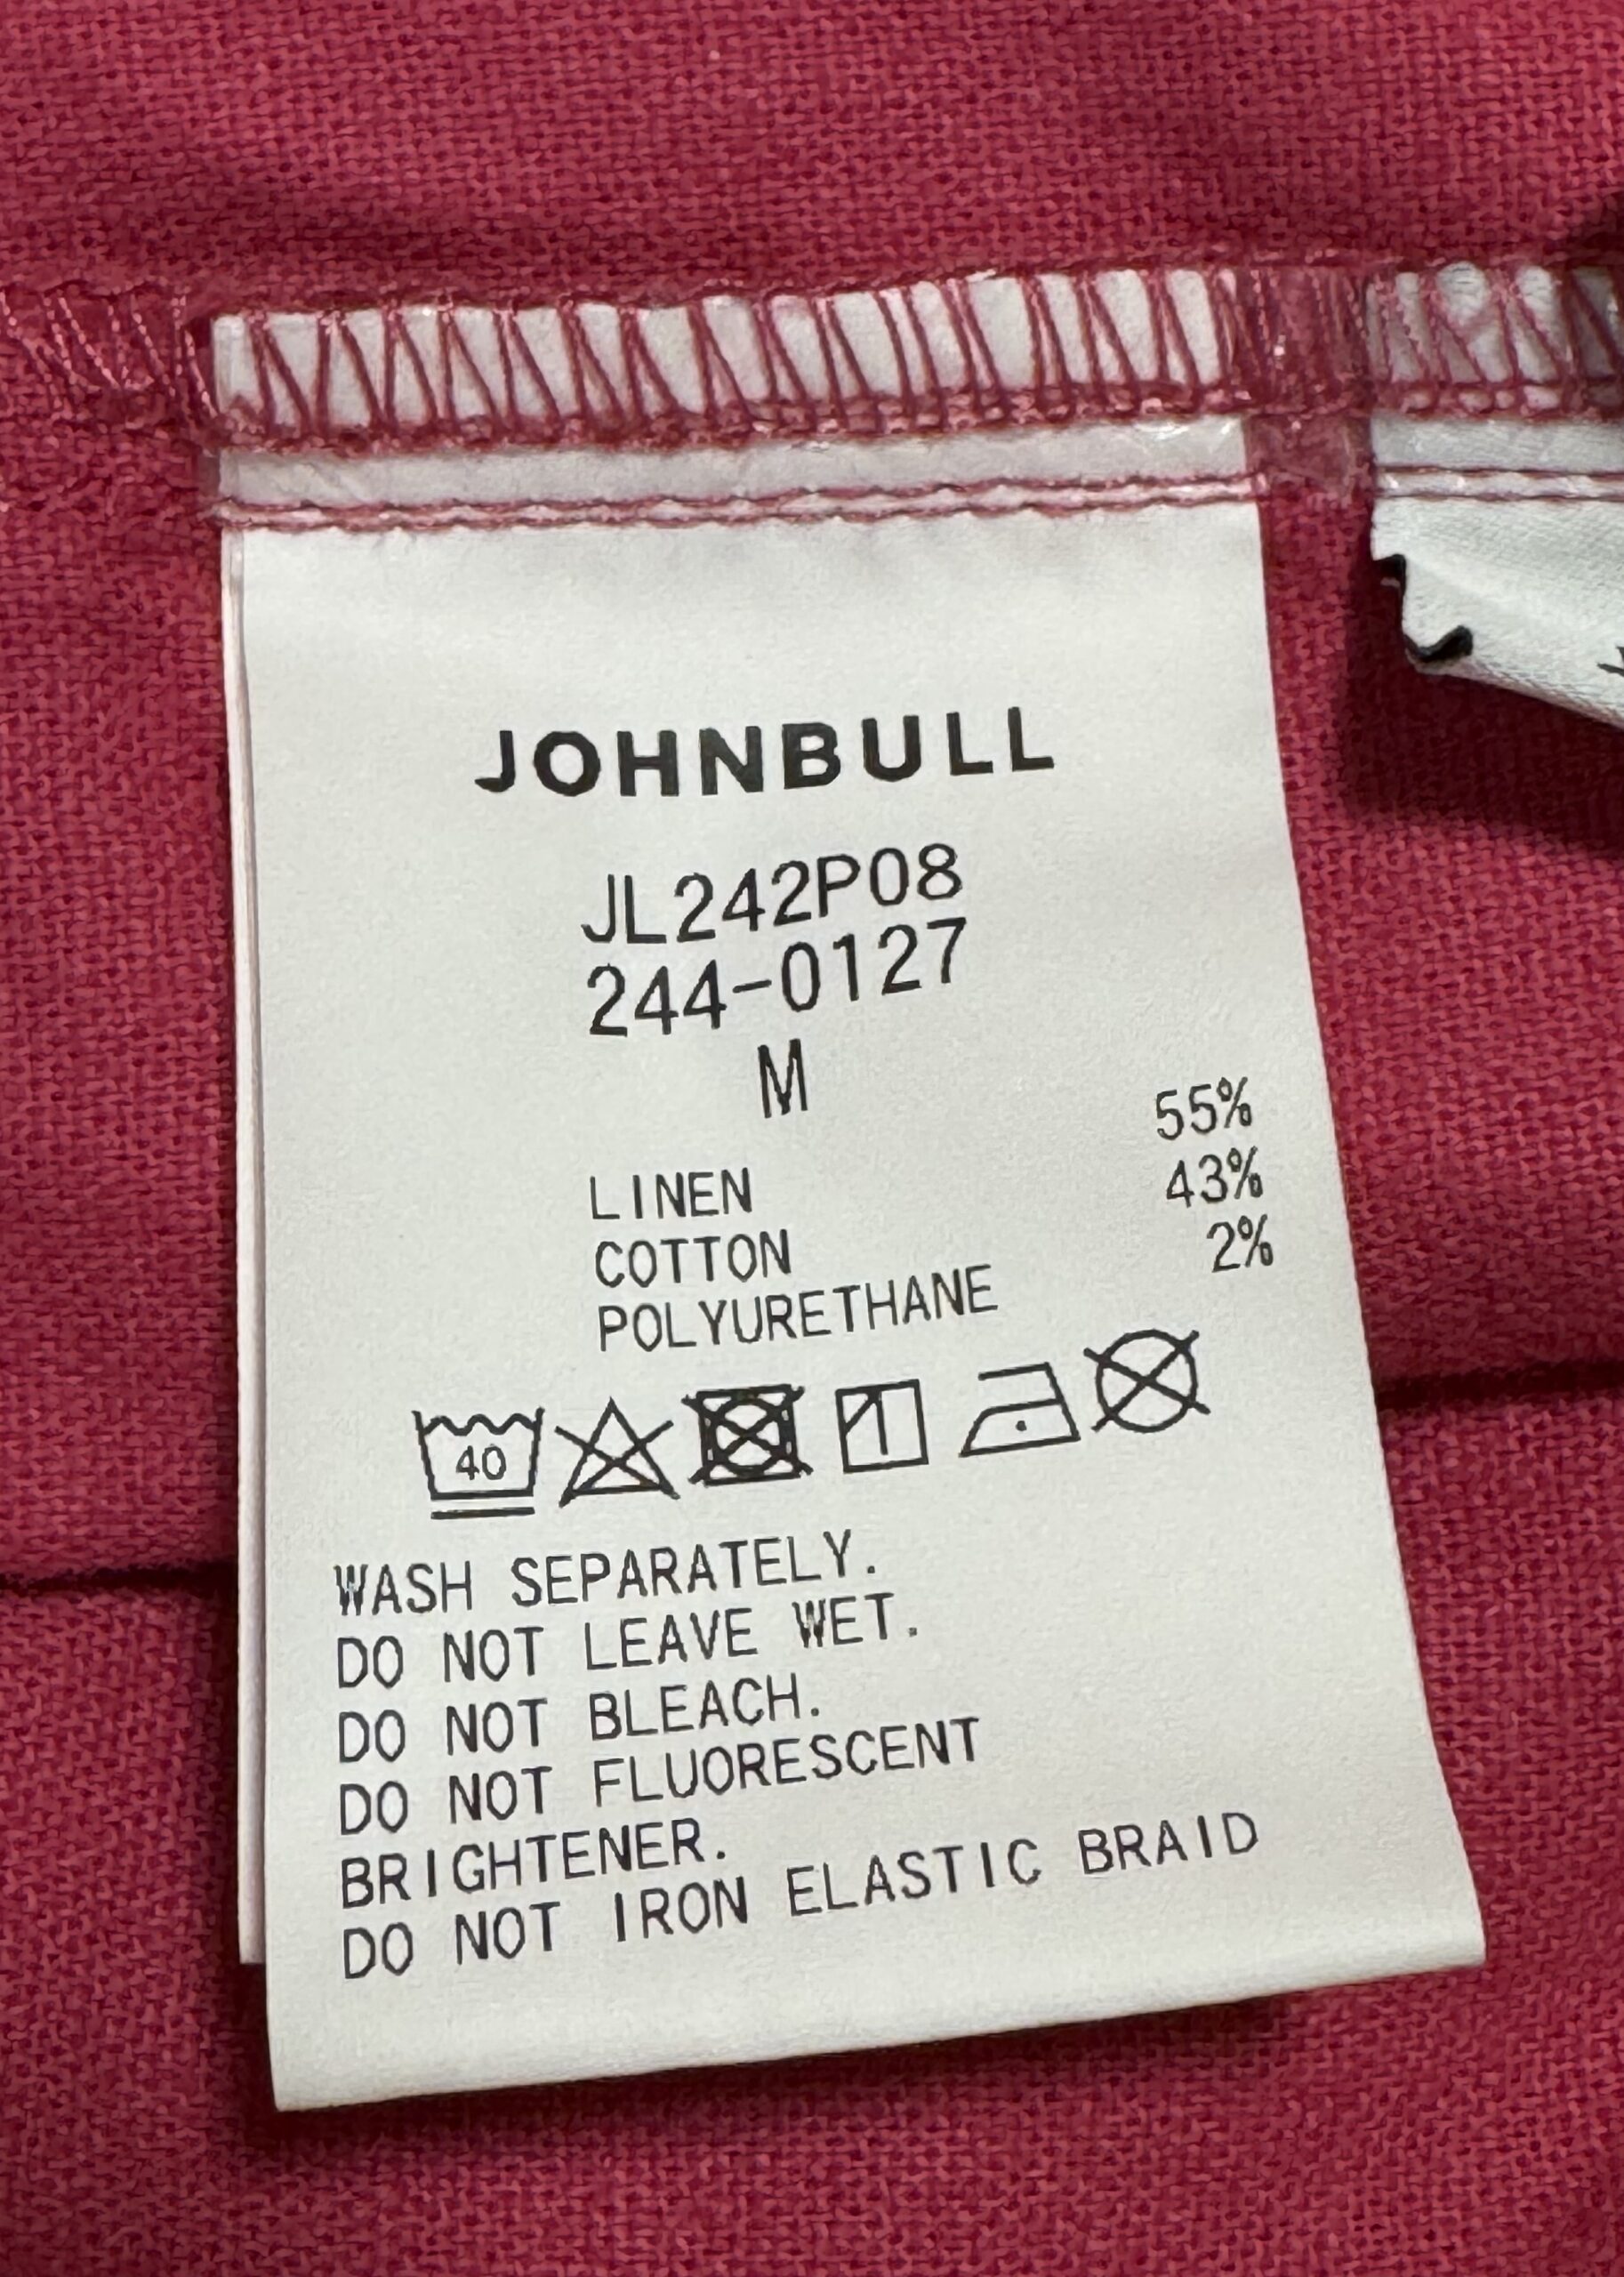 JOHNBULL
JL242P08
244-0127
M
LINEN 55%
COTTON 43%
POLYURETHANE 2%
40
WASH SEPARATELY.
DO NOT LEAVE WET.
DO NOT BLEACH.
DO NOT FLUORESCENT
BRIGHTENER.
DO NOT IRON ELASTIC BRAID